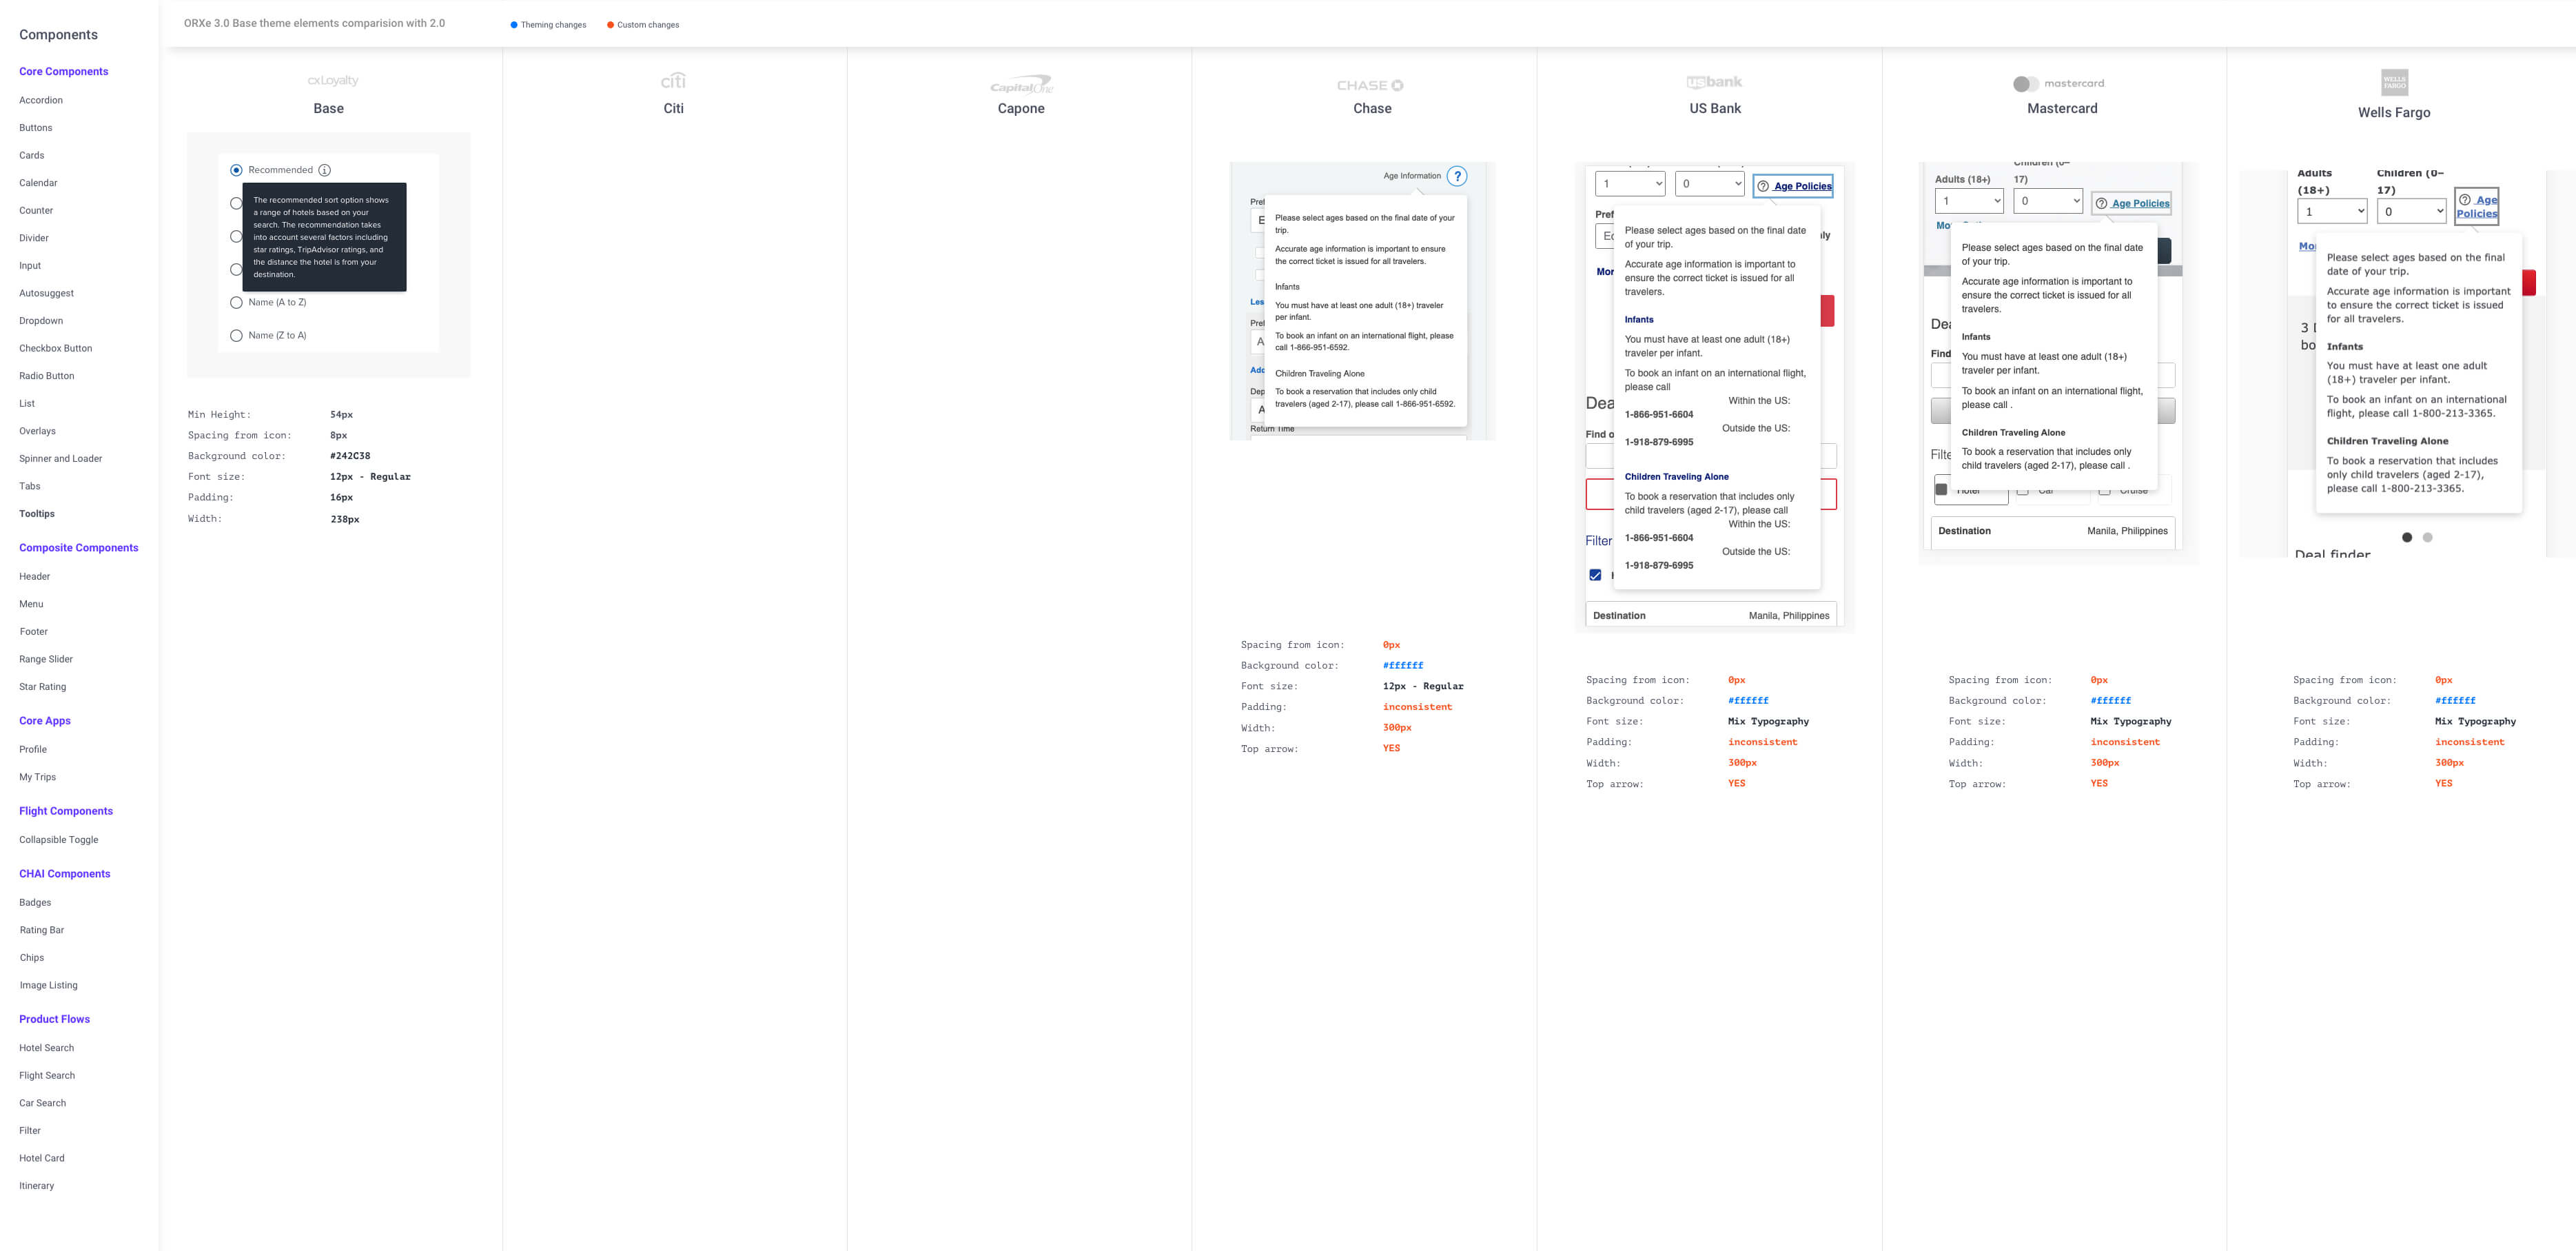 Components
Core Components
Accordion
Buttons
Cards
Calendar
Counter
Divider
Input
Autosuggest
Dropdown
Checkbox Button
Radio Button
List
Overlays
Spinner and Loader
Tabs
Tooltips
Composite Components
Header
Menu
Footer
Range Slider
Star Rating
Core Apps
Profile
My Trips
Flight Components
Collapsible Toggle
CHAI Components
Badges
Rating Bar
Chips
Image Listing
Product Flows
Hotel Search
Flight Search
Car Search
Filter
Hotel Card
Itinerary
ORXe 3.0 Base theme elements comparision with 2.0
Theming changes
Custom changes
cxLoyalty
Base
Recommended
The recommended sort option shows
a range of hotels based on your
search. The recommendation takes
into account several factors including
star ratings, TripAdvisor ratings, and
the distance the hotel is from your
destination.
Name (A to Z)
Name (Z to A)
Min Height: 54px
Spacing from icon: 8px
Background color: #242C38
Font size: 12px - Regular
Padding: 16px
Width: 238px
citi
Citi
Capital One
Capone
CHASE
Chase
Age Information ?
Pref
E
Please select ages based on the final date of your
trip.
Accurate age information is important to ensure
the correct ticket is issued for all travelers.
Infants
Les
You must have at least one adult (18+) traveler
per infant.
Pref
A
To book an infant on an international flight, please
call 1-866-951-6592.
Add
Children Traveling Alone
Dep
A
To book a reservation that includes only child
travelers (aged 2-17), please call 1-866-951-6592.
Return Time
Spacing from icon: 0px
Background color: #ffffff
Font size: 12px - Regular
Padding: inconsistent
Width: 300px
Top arrow: YES
usbank
US Bank
1
0
? Age Policies
Pref
Ec
ly
Mor
Please select ages based on the final date
of your trip.
Accurate age information is important to
ensure the correct ticket is issued for all
travelers.
Infants
You must have at least one adult (18+)
traveler per infant.
To book an infant on an international flight,
please call
Within the US:
1-866-951-6604
Outside the US:
1-918-879-6995
Dea
Find o
Children Traveling Alone
To book a reservation that includes only
child travelers (aged 2-17), please call
Within the US:
1-866-951-6604
Outside the US:
1-918-879-6995
Filter
Destination Manila, Philippines
Spacing from icon: 0px
Background color: #ffffff
Font size: Mix Typography
Padding: inconsistent
Width: 300px
Top arrow: YES
mastercard
Mastercard
Children (0–
Adults (18+) 17)
1
0
? Age Policies
Mo
Please select ages based on the final date
of your trip.
Accurate age information is important to
ensure the correct ticket is issued for all
travelers.
Dea
Infants
Find
You must have at least one adult (18+)
traveler per infant.
To book an infant on an international flight,
please call .
Children Traveling Alone
Filte
To book a reservation that includes only
child travelers (aged 2-17), please call .
Hotel Car Cruise
Destination Manila, Philippines
Spacing from icon: 0px
Background color: #ffffff
Font size: Mix Typography
Padding: inconsistent
Width: 300px
Top arrow: YES
WELLS
FARGO
Wells Fargo
Adults Children (0–
(18+) 17)
1
0
? Age
Policies
Mo
Please select ages based on the final
date of your trip.
Accurate age information is important
to ensure the correct ticket is issued
for all travelers.
3 D
bo
Infants
You must have at least one adult
(18+) traveler per infant.
To book an infant on an international
flight, please call 1-800-213-3365.
Children Traveling Alone
To book a reservation that includes
only child travelers (aged 2-17),
please call 1-800-213-3365.
Deal finder
Spacing from icon: 0px
Background color: #ffffff
Font size: Mix Typography
Padding: inconsistent
Width: 300px
Top arrow: YES